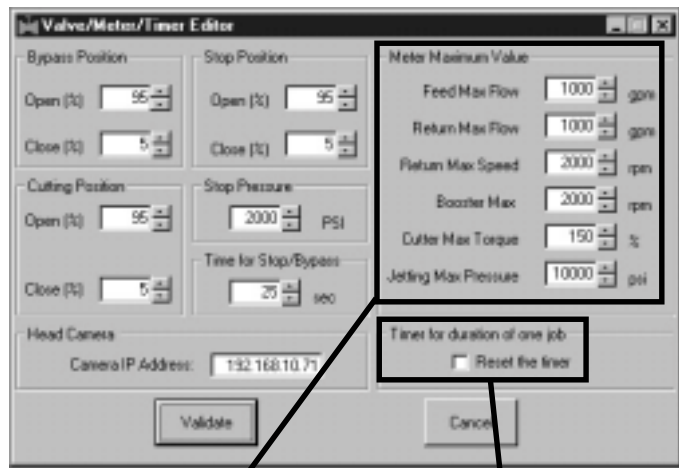 Valve/Meter/Timer Editor
Bypass Position
Open (%) 95
Close (%) 5
Stop Position
Open (%) 95
Close (%) 5
Cutting Position
Open (%) 95
Close (%) 5
Stop Pressure
2000 PSI
Time for Stop/Bypass
25 sec
Meter Maximum Value
Feed Max Flow 1000 gpm
Return Max Flow 1000 gpm
Return Max Speed 2000 rpm
Booster Max 2000 rpm
Cutter Max Torque 150 %
Jetting Max Pressure 10000 psi
Head Camera
Camera IP Address: 192.168.10.71
Timer for duration of one job
Reset the timer
Validate
Cancel